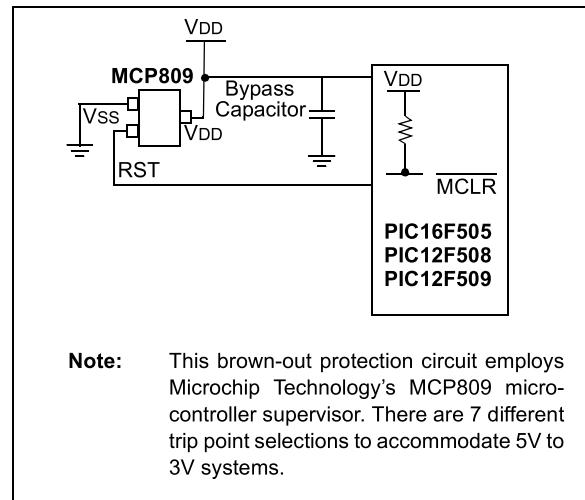 VDD
MCP809
Bypass
Capacitor
VDD
VSS
VDD
RST
MCLR
PIC16F505
PIC12F508
PIC12F509
Note: This brown-out protection circuit employs
Microchip Technology's MCP809 micro-
controller supervisor. There are 7 different
trip point selections to accommodate 5V to
3V systems.